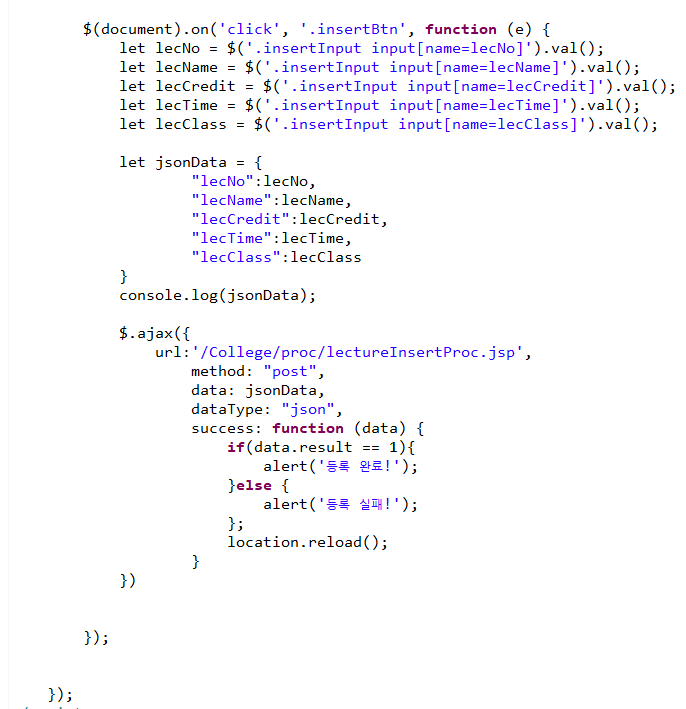 $(document).on('click', '.insertBtn', function (e) {
let lecNo = $('.insertInput input[name=lecNo]').val();
let lecName = $('.insertInput input[name=lecName]').val();
let lecCredit = $('.insertInput input[name=lecCredit]').val();
let lecTime = $('.insertInput input[name=lecTime]').val();
let lecClass = $('.insertInput input[name=lecClass]').val();
let jsonData = {
"lecNo":lecNo,
"lecName":lecName,
"lecCredit":lecCredit,
"lecTime":lecTime,
"lecClass":lecClass
}
console.log(jsonData);
$.ajax({
url:'/College/proc/lectureInsertProc.jsp',
method: "post",
data: jsonData,
dataType: "json",
success: function (data) {
if(data.result == 1){
alert('등록 완료!');
}else {
alert('등록 실패!');
};
location.reload();
}
})
});
});